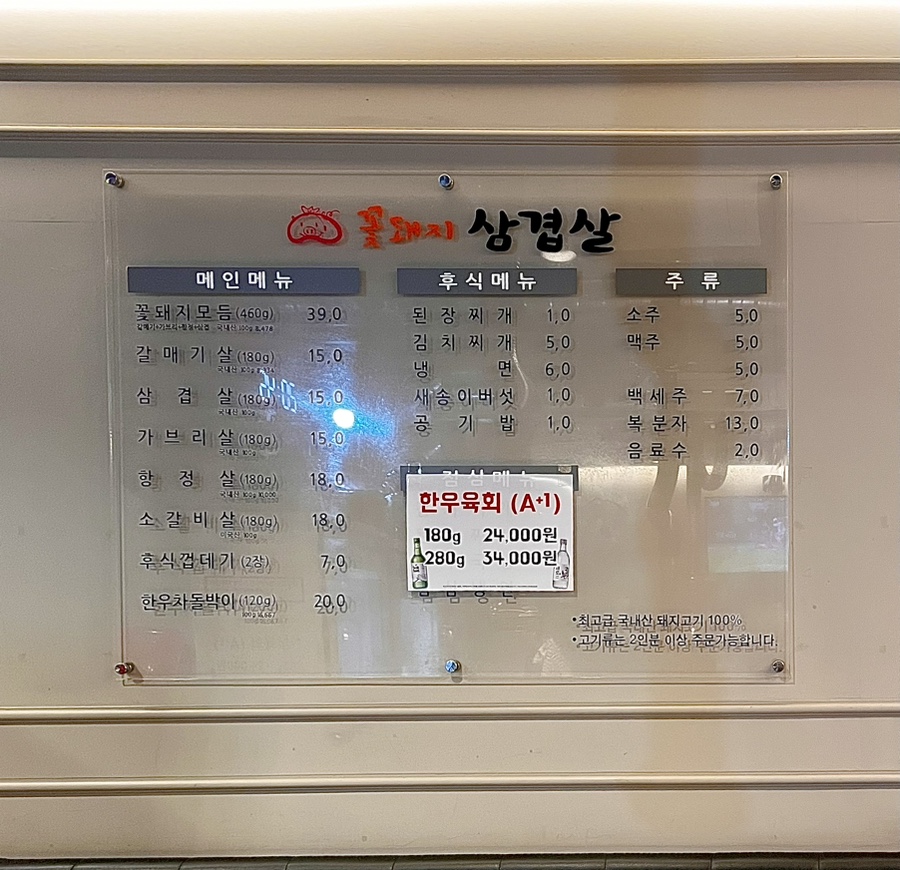 꽃돼지 삼겹살
메인메뉴
꽃돼지모듬(460g) 39,0
갈매기살(180g) 15,0
삼겹살(180g) 15,0
가브리살(180g) 15,0
항정살(180g) 18,0
소갈비살(180g) 18,0
미국산 100g
후식껍데기(2장) 7,0
한우차돌박이(120g) 20,0
후식메뉴
된장찌개 1,0
김치찌개 5,0
냉면 6,0
새송이버섯 1,0
공기밥 1,0
점심메뉴
한우육회 (A+1)
180g 24,000원
280g 34,000원
주류
소주 5,0
맥주 5,0
5,0
백세주 7,0
복분자 13,0
음료수 2,0
•최고급 국내산 돼지고기 100%
•고기류는 2인분 이상 주문가능합니다.